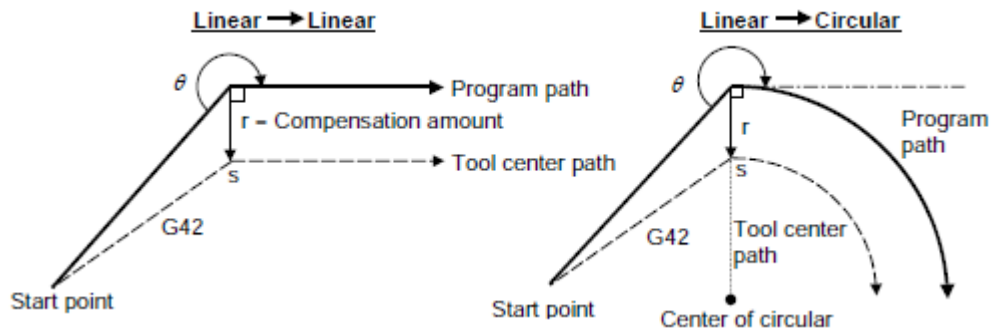 Linear → Linear
θ
Program path
r – Compensation amount
Tool center path
s
G42
Start point
Linear → Circular
θ
Program
path
r
s
G42
Tool center
path
Start point
Center of circular